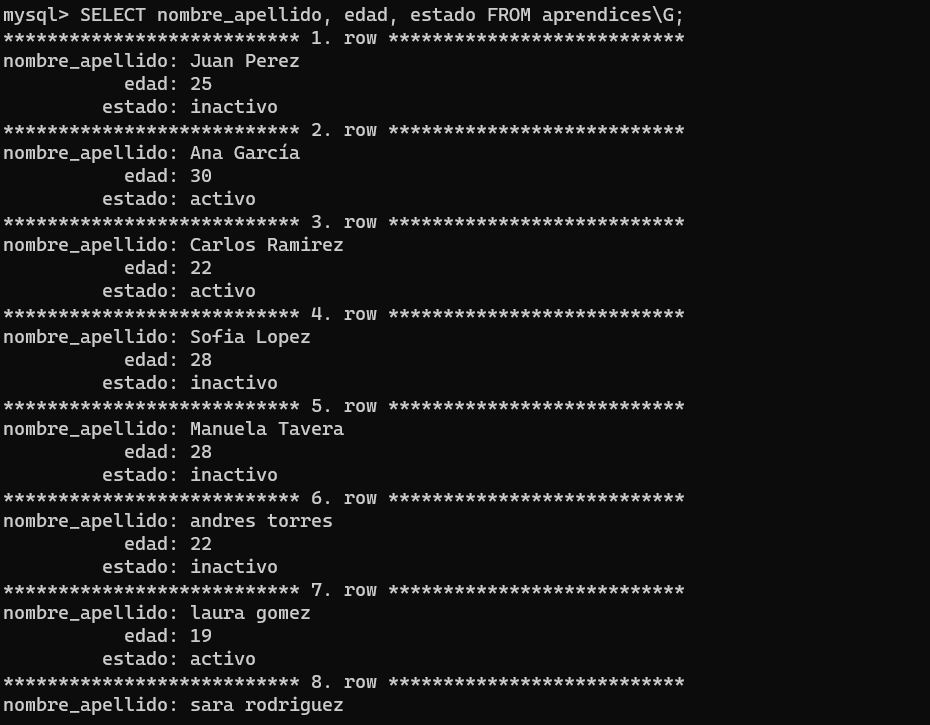 mysql> SELECT nombre_apellido, edad, estado FROM aprendices\G;
*************************** 1. row ***************************
nombre_apellido: Juan Perez
           edad: 25
         estado: inactivo
*************************** 2. row ***************************
nombre_apellido: Ana García
           edad: 30
         estado: activo
*************************** 3. row ***************************
nombre_apellido: Carlos Ramirez
           edad: 22
         estado: activo
*************************** 4. row ***************************
nombre_apellido: Sofia Lopez
           edad: 28
         estado: inactivo
*************************** 5. row ***************************
nombre_apellido: Manuela Tavera
           edad: 28
         estado: inactivo
*************************** 6. row ***************************
nombre_apellido: andres torres
           edad: 22
         estado: inactivo
*************************** 7. row ***************************
nombre_apellido: laura gomez
           edad: 19
         estado: activo
*************************** 8. row ***************************
nombre_apellido: sara rodriguez